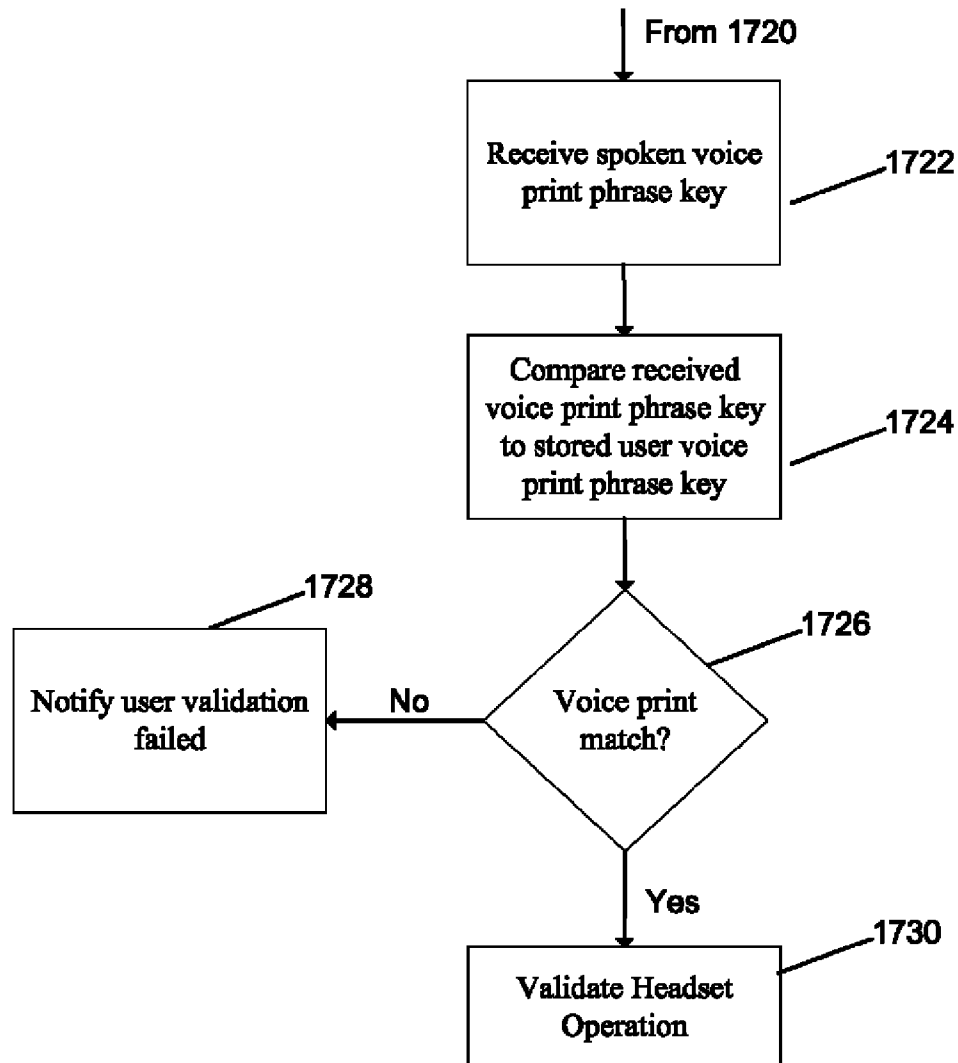 From 1720
Receive spoken voice
print phrase key
1722
Compare received
voice print phrase key
to stored user voice
print phrase key
1724
1728
Notify user validation
failed
No
Voice print
match?
1726
Yes
1730
Validate Headset
Operation